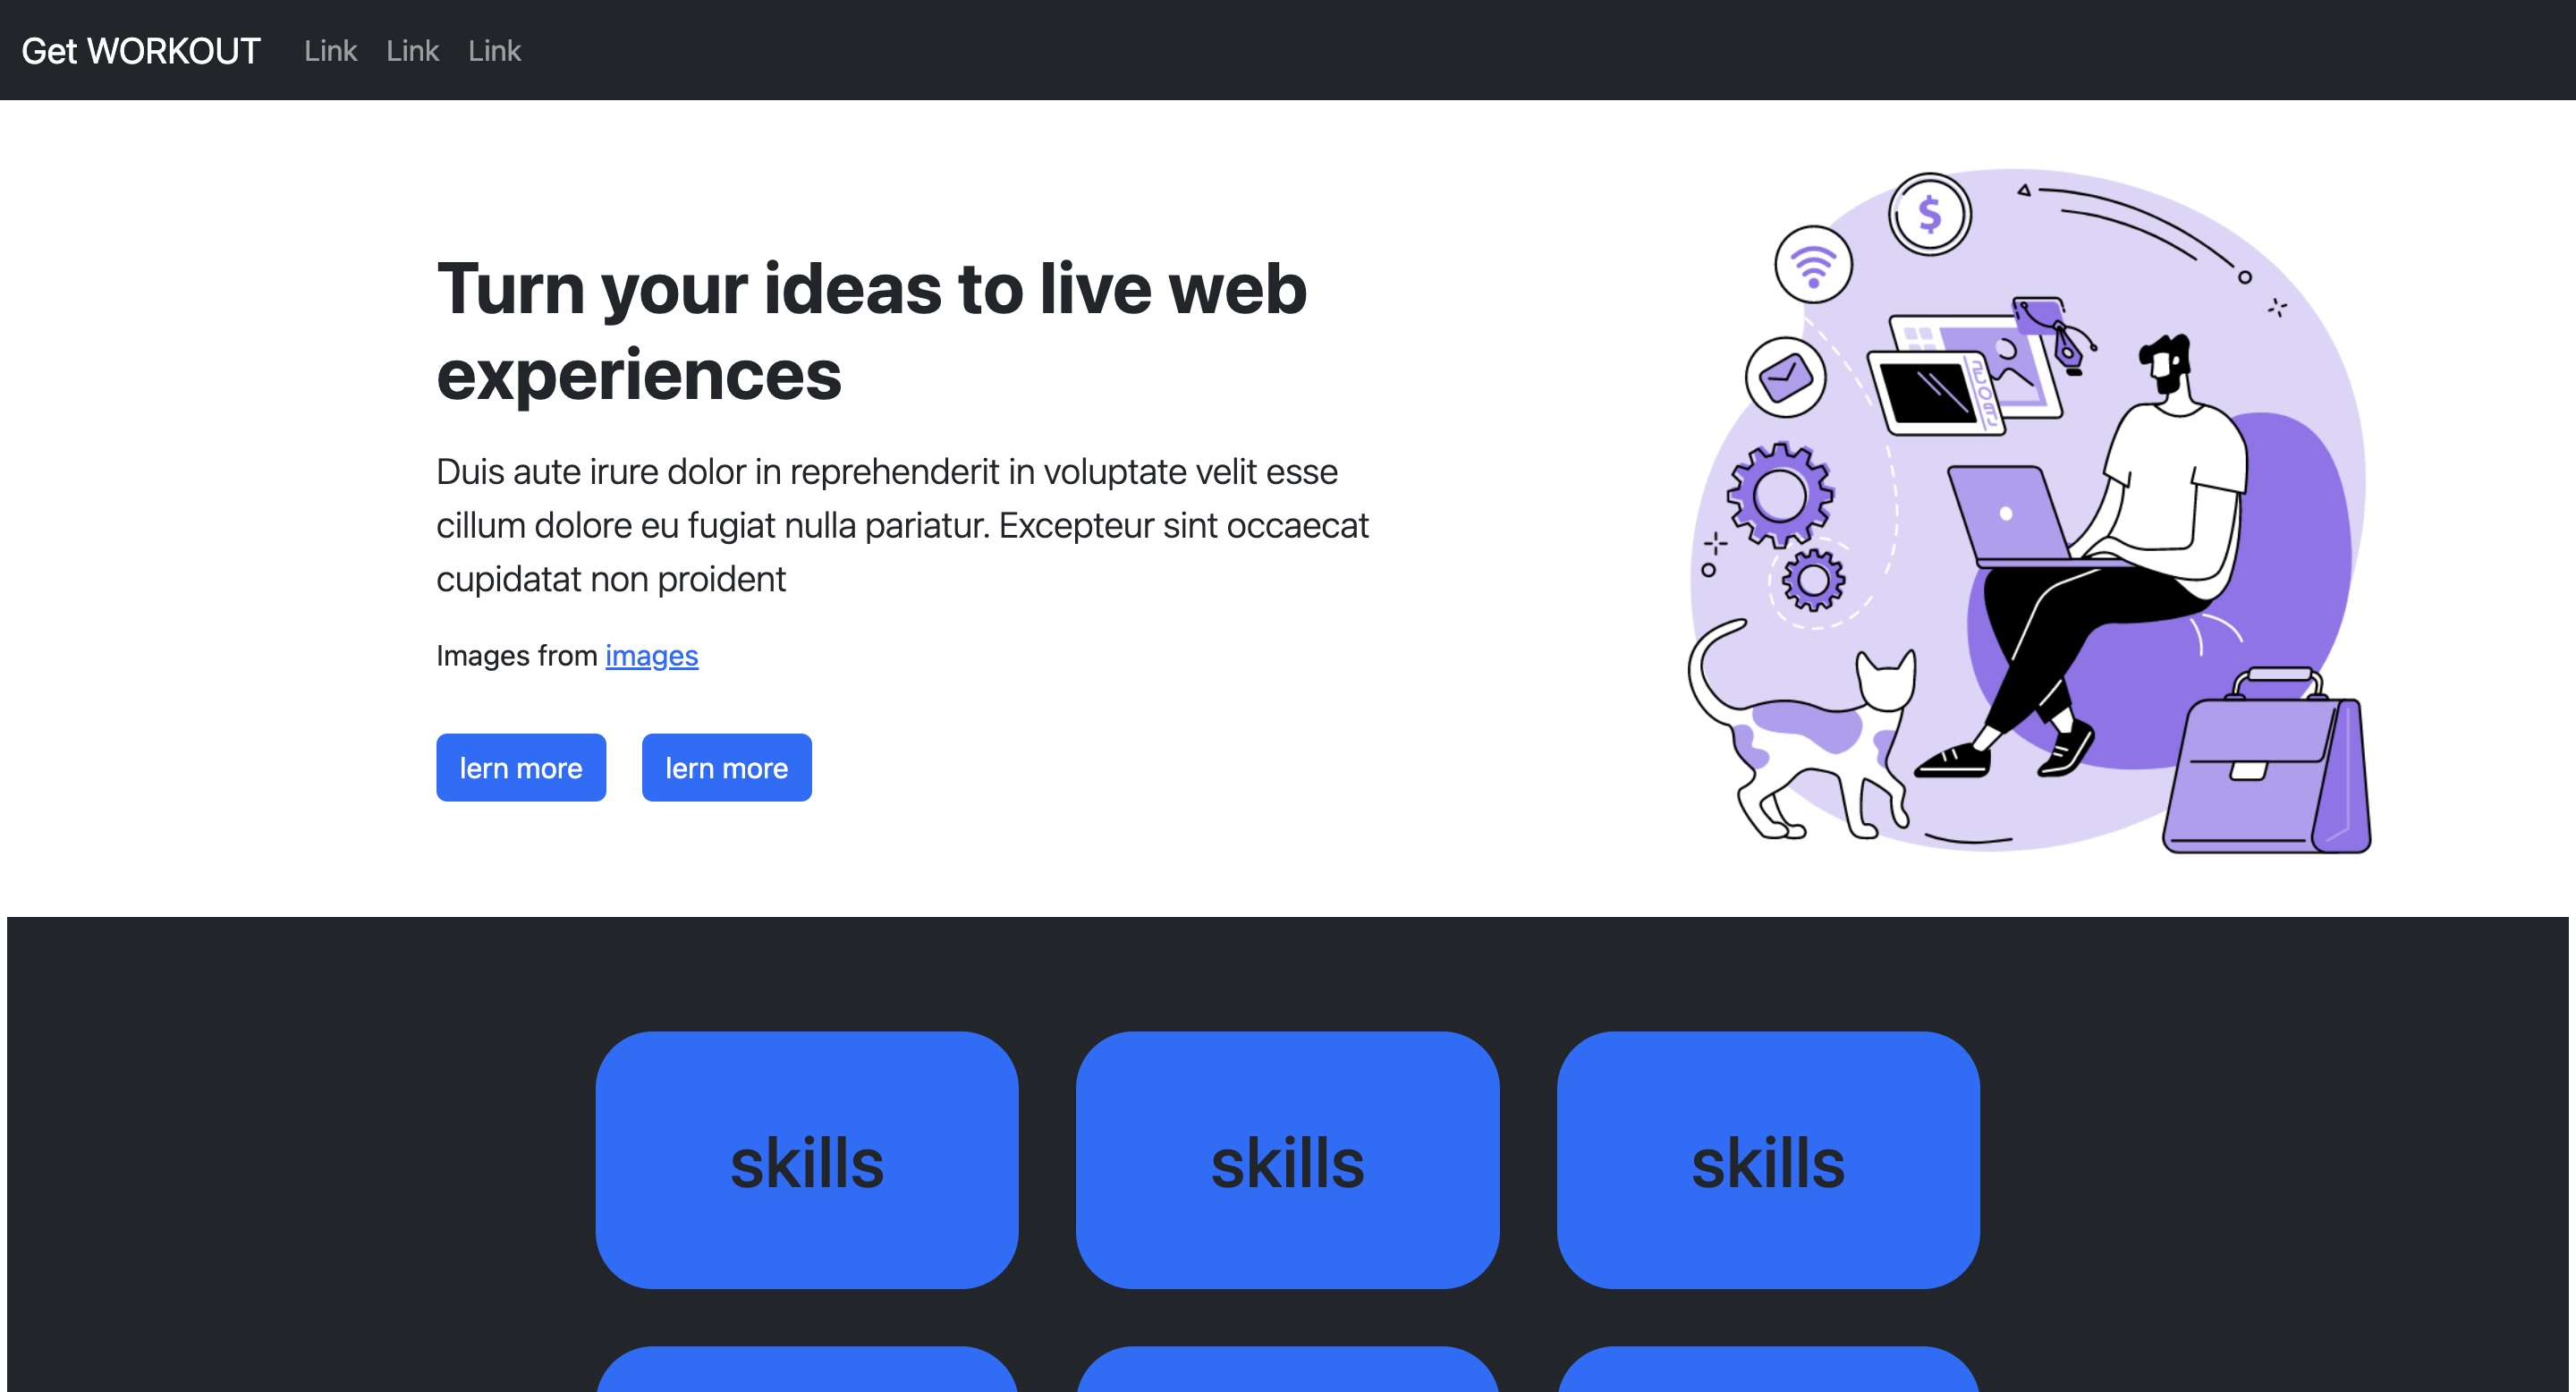 Get WORKOUT Link Link Link
$
Turn your ideas to live web
experiences
Duis aute irure dolor in reprehenderit in voluptate velit esse
cillum dolore eu fugiat nulla pariatur. Excepteur sint occaecat
cupidatat non proident
Images from images
lern more lern more
skills skills skills